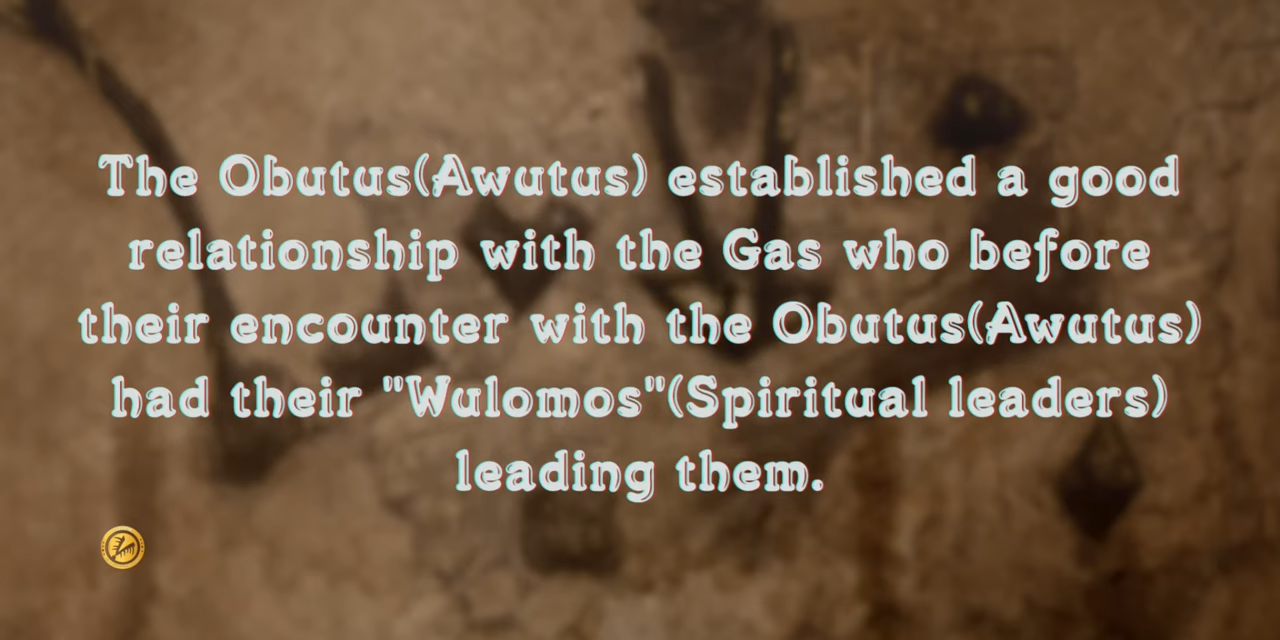 The Obutus(Awutus) established a good
relationship with the Gas who before
their encounter with the Obutus(Awutus)
had their "Wulomos"(Spiritual leaders)
leading them.